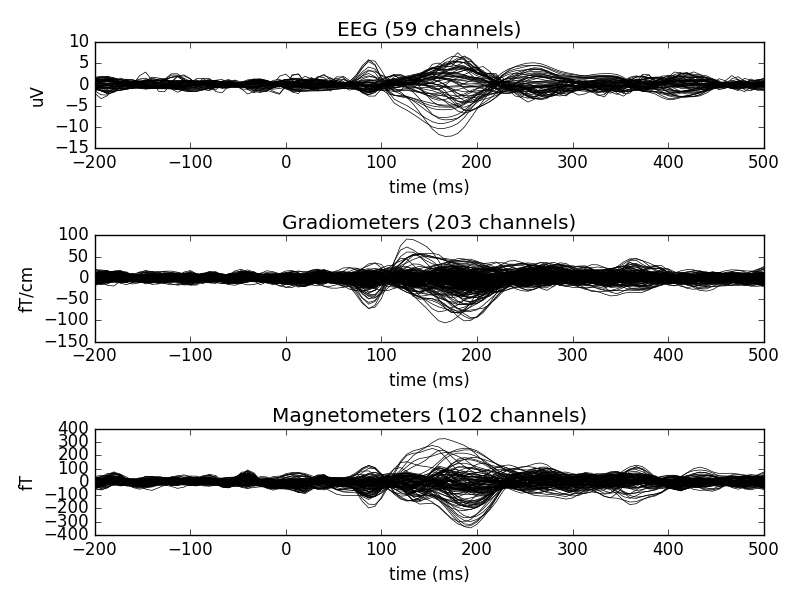 EEG (59 channels)
10
5
0
−5
−10
−15
uV
−200 −100 0 100 200 300 400 500
time (ms)
Gradiometers (203 channels)
100
50
0
−50
−100
−150
fT/cm
−200 −100 0 100 200 300 400 500
time (ms)
Magnetometers (102 channels)
400
300
200
100
0
−100
−200
−300
−400
fT
−200 −100 0 100 200 300 400 500
time (ms)